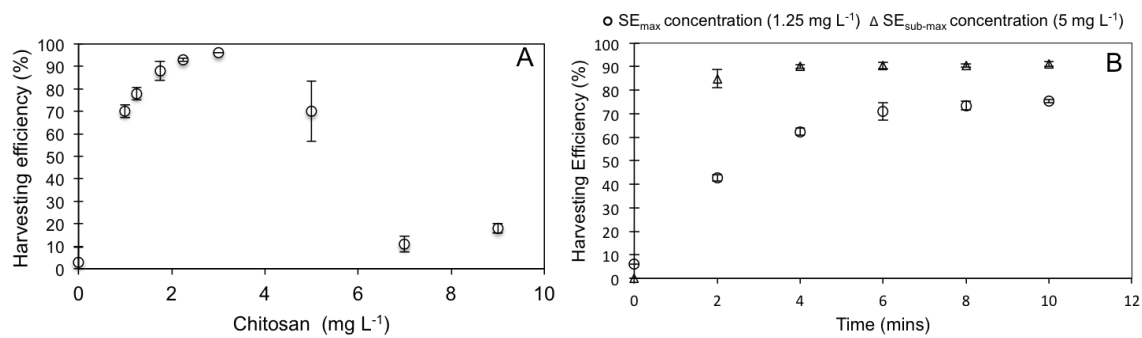 SEmax concentration (1.25 mg L-1) Δ SEsub-max concentration (5 mg L-1)
A
100
90
80
70
60
50
40
30
20
10
0
Harvesting efficiency (%)
0 2 4 6 8 10
Chitosan (mg L-1)
B
100
90
80
70
60
50
40
30
20
10
0
Harvesting Efficiency (%)
0 2 4 6 8 10 12
Time (mins)